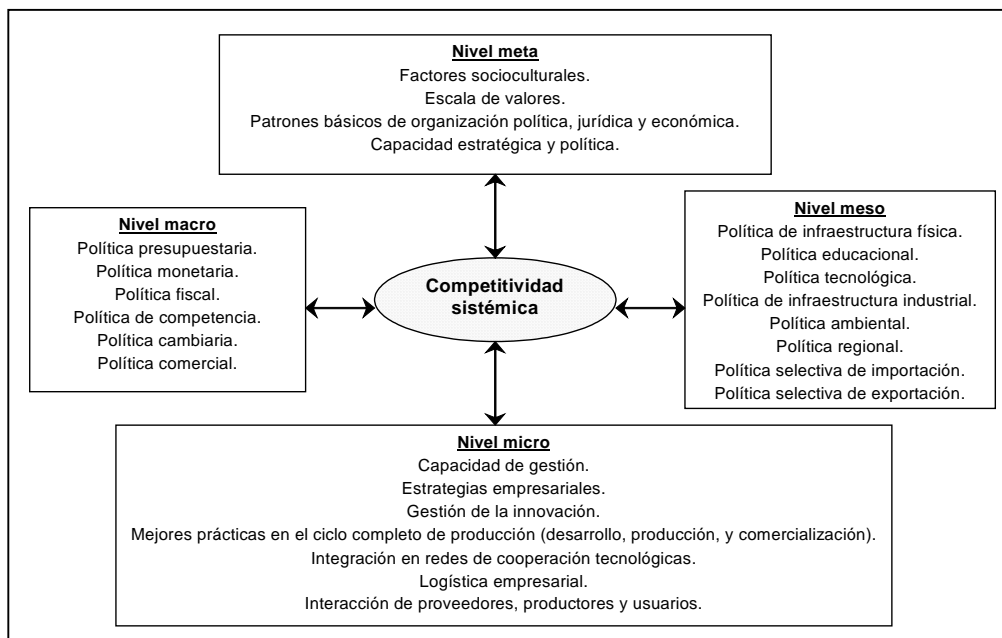 Nivel meta
Factores socioculturales.
Escala de valores.
Patrones básicos de organización política, jurídica y económica.
Capacidad estratégica y política.
Nivel macro
Política presupuestaria.
Política monetaria.
Política fiscal.
Política de competencia.
Política cambiaria.
Política comercial.
Competitividad
sistémica
Nivel meso
Política de infraestructura física.
Política educacional.
Política tecnológica.
Política de infraestructura industrial.
Política ambiental.
Política regional.
Política selectiva de importación.
Política selectiva de exportación.
Nivel micro
Capacidad de gestión.
Estrategias empresariales.
Gestión de la innovación.
Mejores prácticas en el ciclo completo de producción (desarrollo, producción, y comercialización).
Integración en redes de cooperación tecnológicas.
Logística empresarial.
Interacción de proveedores, productores y usuarios.